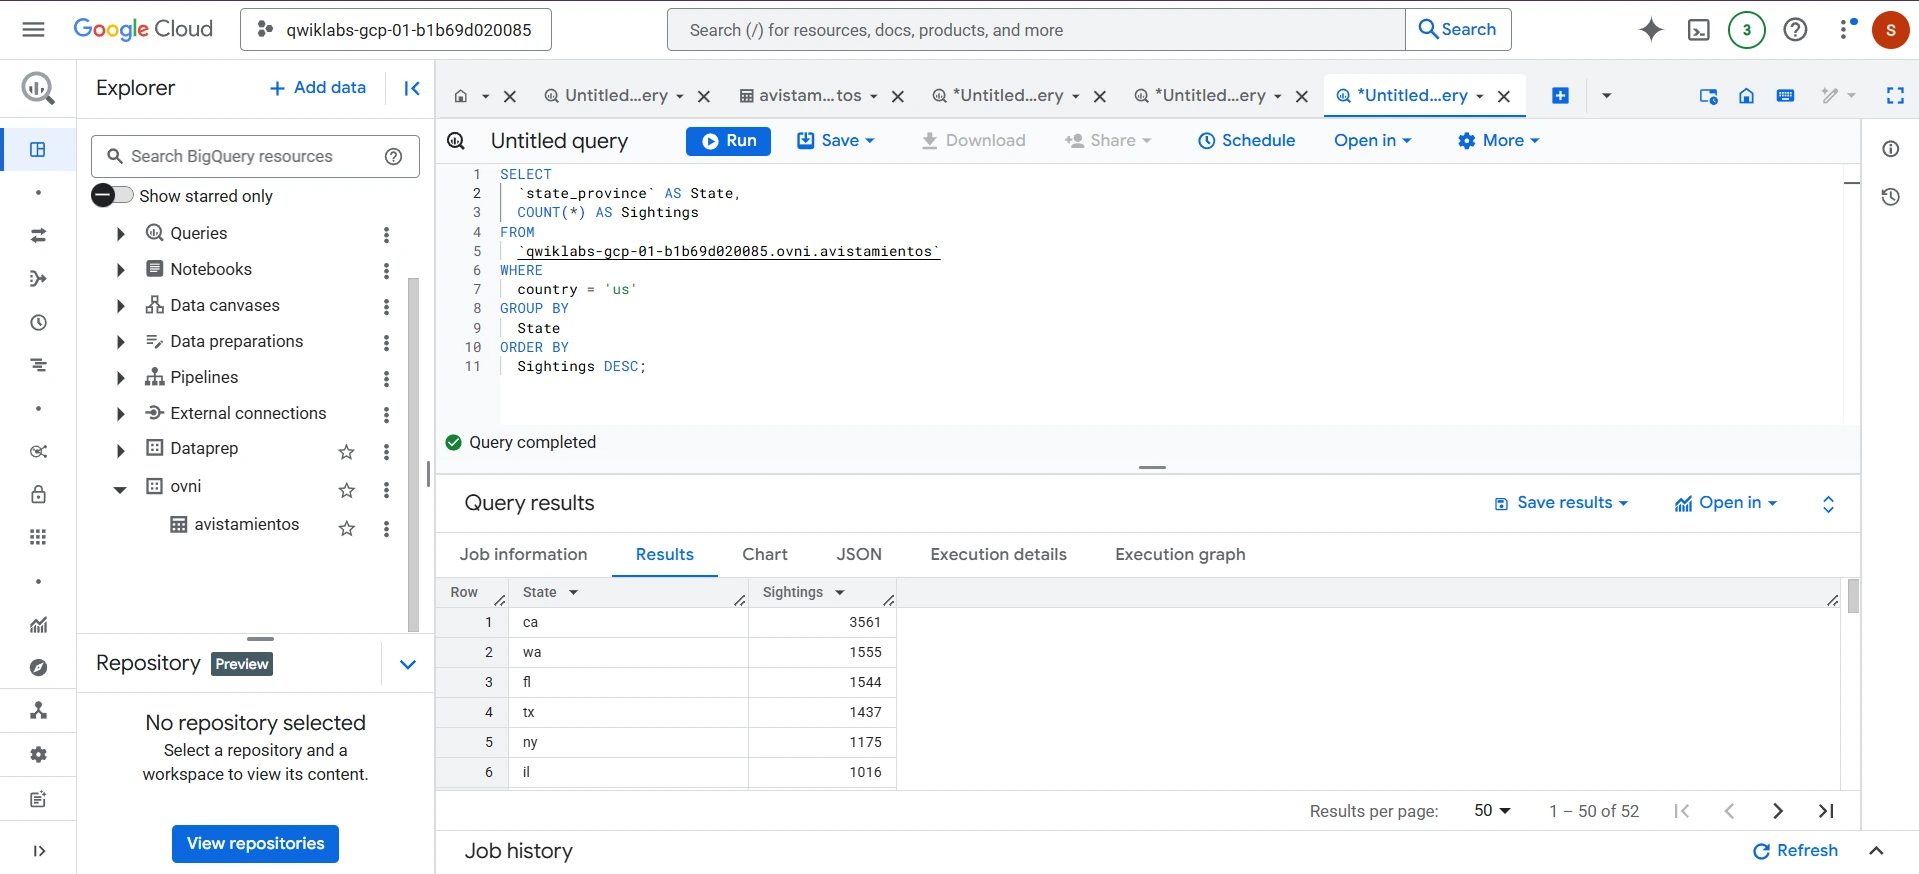 Google Cloud
qwiklabs-gcp-01-b1b69d020085
Search (/) for resources, docs, products, and more
Search
3
S
Explorer
+ Add data
Search BigQuery resources
Show starred only
Queries
Notebooks
Data canvases
Data preparations
Pipelines
External connections
Dataprep
ovni
avistamientos
Repository Preview
No repository selected
Select a repository and a
workspace to view its content.
View repositories
Untitled...ery
avistam...tos
*Untitled...ery
*Untitled...ery
*Untitled...ery
Untitled query
Run
Save
Download
Share
Schedule
Open in
More
1 SELECT
2 `state_province` AS State,
3 COUNT(*) AS Sightings
4 FROM
5 `qwiklabs-gcp-01-b1b69d020085.ovni.avistamientos`
6 WHERE
7 country = 'us'
8 GROUP BY
9 State
10 ORDER BY
11 Sightings DESC;
Query completed
Query results
Save results
Open in
Job information
Results
Chart
JSON
Execution details
Execution graph
Row State Sightings
1 ca 3561
2 wa 1555
3 fl 1544
4 tx 1437
5 ny 1175
6 il 1016
Results per page: 50 1 – 50 of 52
Job history
Refresh